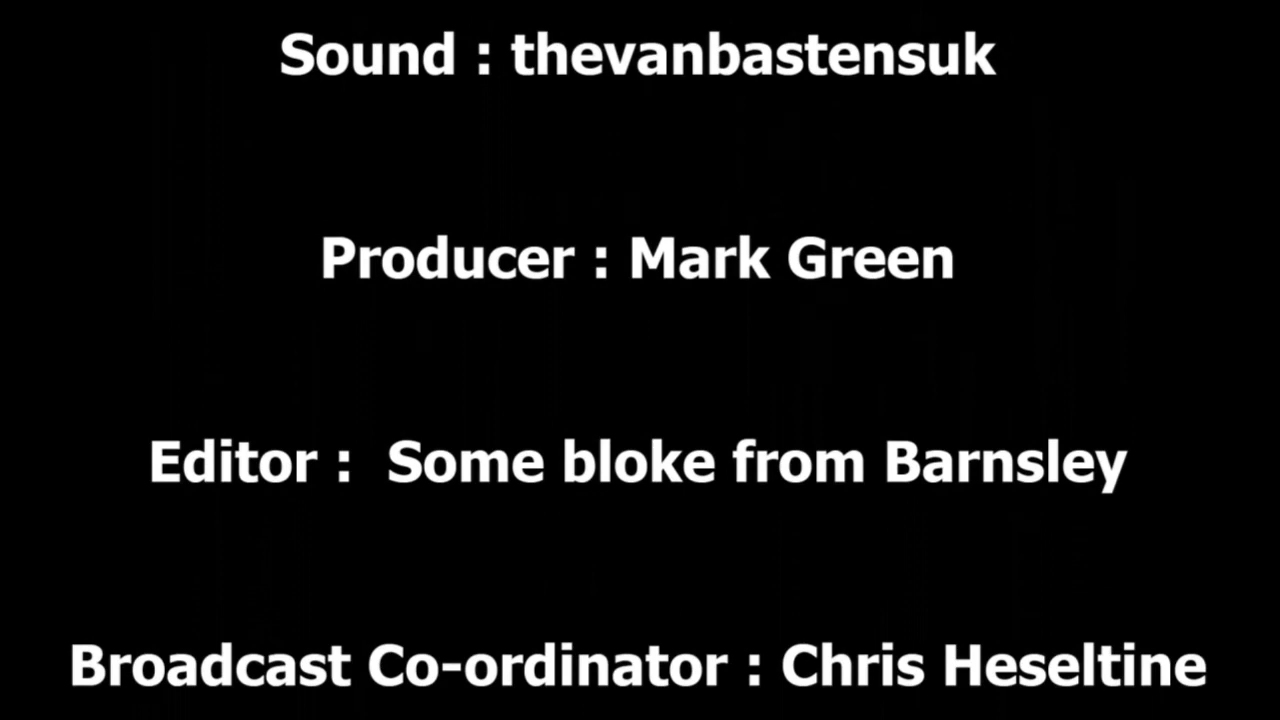 Sound : thevanbastensuk
Producer : Mark Green
Editor :  Some bloke from Barnsley
Broadcast Co-ordinator : Chris Heseltine